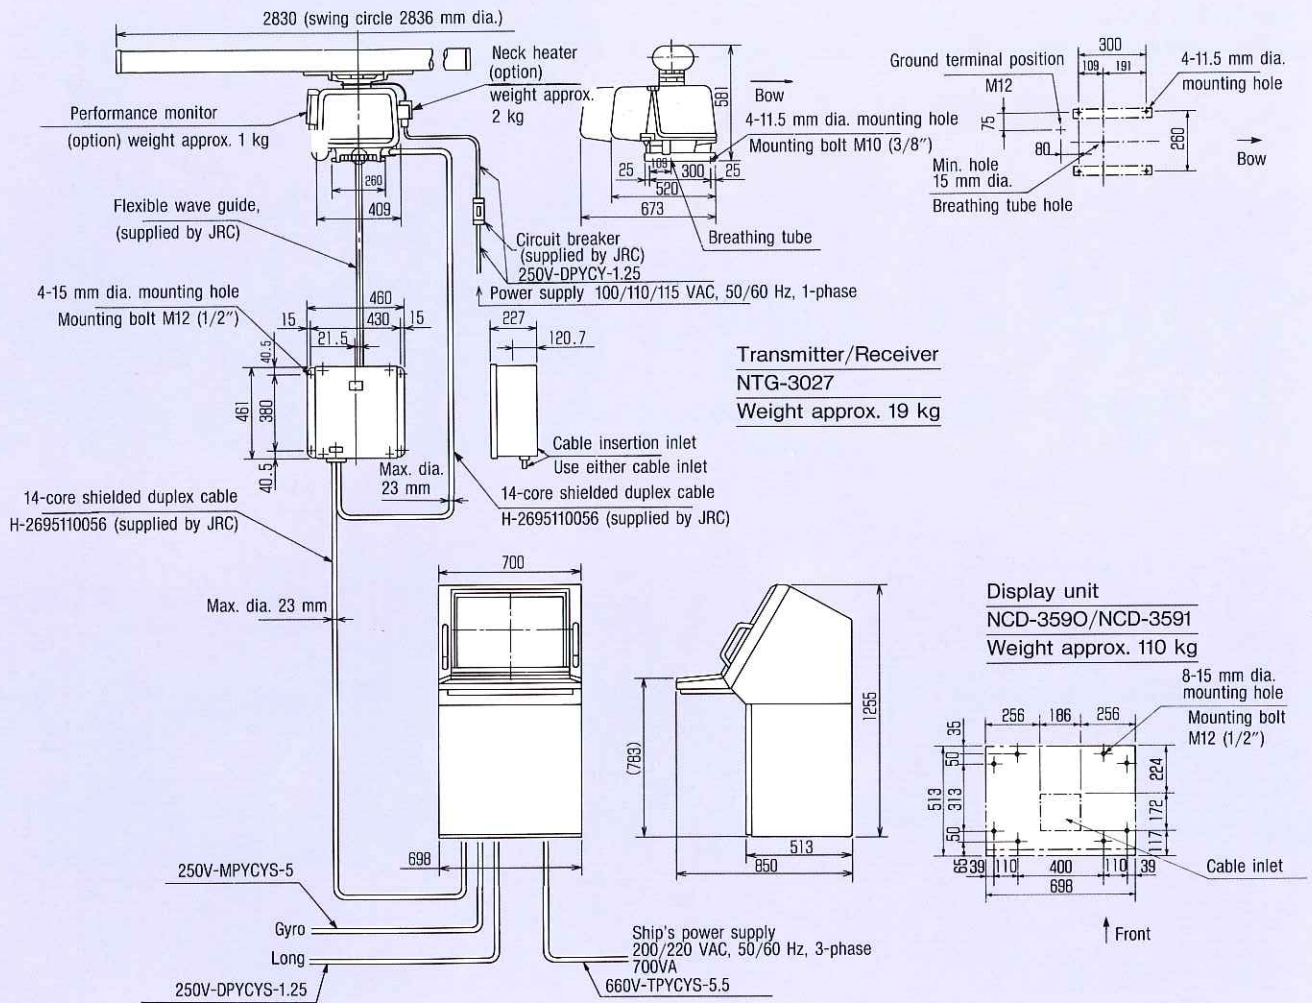 2830 (swing circle 2836 mm dia.)
Neck heater
(option)
weight approx.
2 kg
Performance monitor
(option) weight approx. 1 kg
260
409
Flexible wave guide,
(supplied by JRC)
Circuit breaker
(supplied by JRC)
250V-DPYCY-1.25
Power supply 100/110/115 VAC, 50/60 Hz, 1-phase
581
Bow
4-11.5 mm dia. mounting hole
Mounting bolt M10 (3/8″)
25
109
300
25
520
673
Breathing tube
Ground terminal position
M12
300
109
191
4-11.5 mm dia.
mounting hole
75
80
260
Bow
Min. hole
15 mm dia.
Breathing tube hole
4-15 mm dia. mounting hole
Mounting bolt M12 (1/2″)
460
15
430
15
21.5
40.5
461
380
40.5
227
120.7
Cable insertion inlet
Use either cable inlet
Max. dia.
23 mm
14-core shielded duplex cable
H-2695110056 (supplied by JRC)
14-core shielded duplex cable
H-2695110056 (supplied by JRC)
Max. dia. 23 mm
Transmitter/Receiver
NTG-3027
Weight approx. 19 kg
700
698
(783)
1255
513
850
Display unit
NCD-3590/NCD-3591
Weight approx. 110 kg
8-15 mm dia.
mounting hole
Mounting bolt
M12 (1/2″)
256
186
256
35
50
513
313
50
65
224
172
117
39
110
400
110
39
698
Cable inlet
Front
250V-MPYCYS-5
Gyro
Long
250V-DPYCYS-1.25
Ship's power supply
200/220 VAC, 50/60 Hz, 3-phase
700VA
660V-TPYCYS-5.5